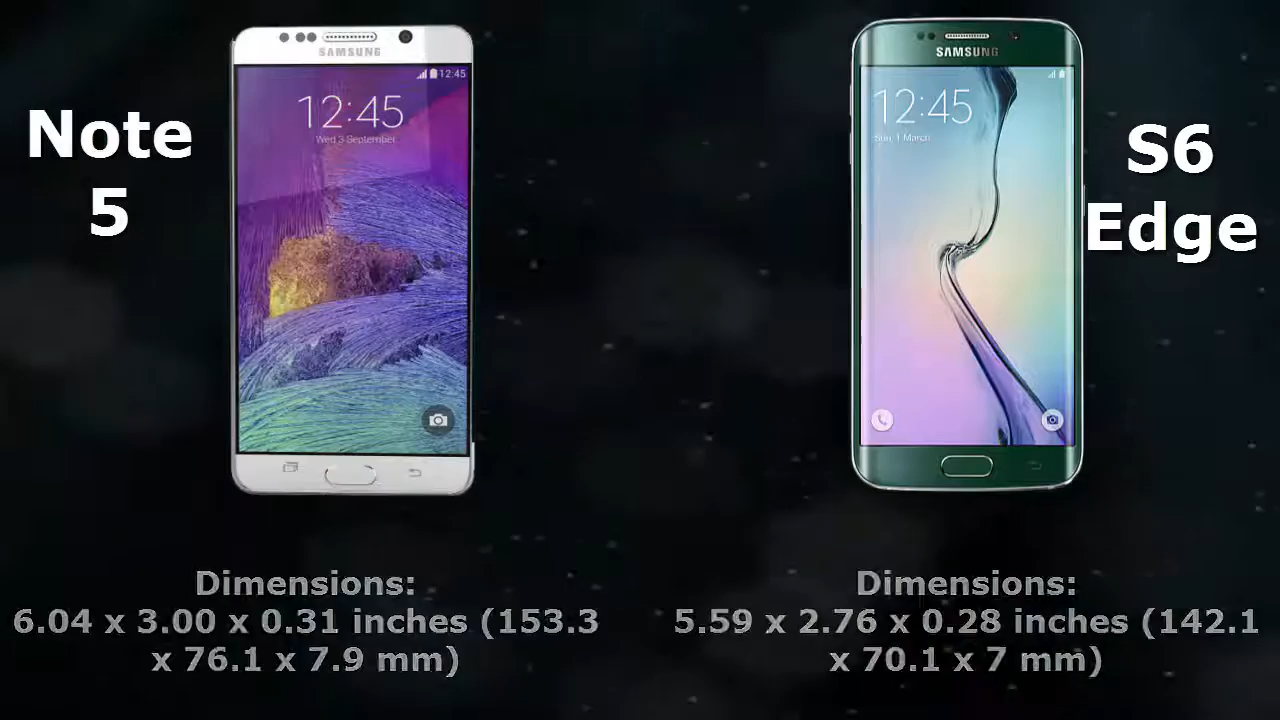 Note
5
SAMSUNG
12:45
12:45
Wed 3 September
Dimensions:
6.04 x 3.00 x 0.31 inches (153.3
x 76.1 x 7.9 mm)
SAMSUNG
12:45
Sun, 1 March
S6
Edge
Dimensions:
5.59 x 2.76 x 0.28 inches (142.1
x 70.1 x 7 mm)